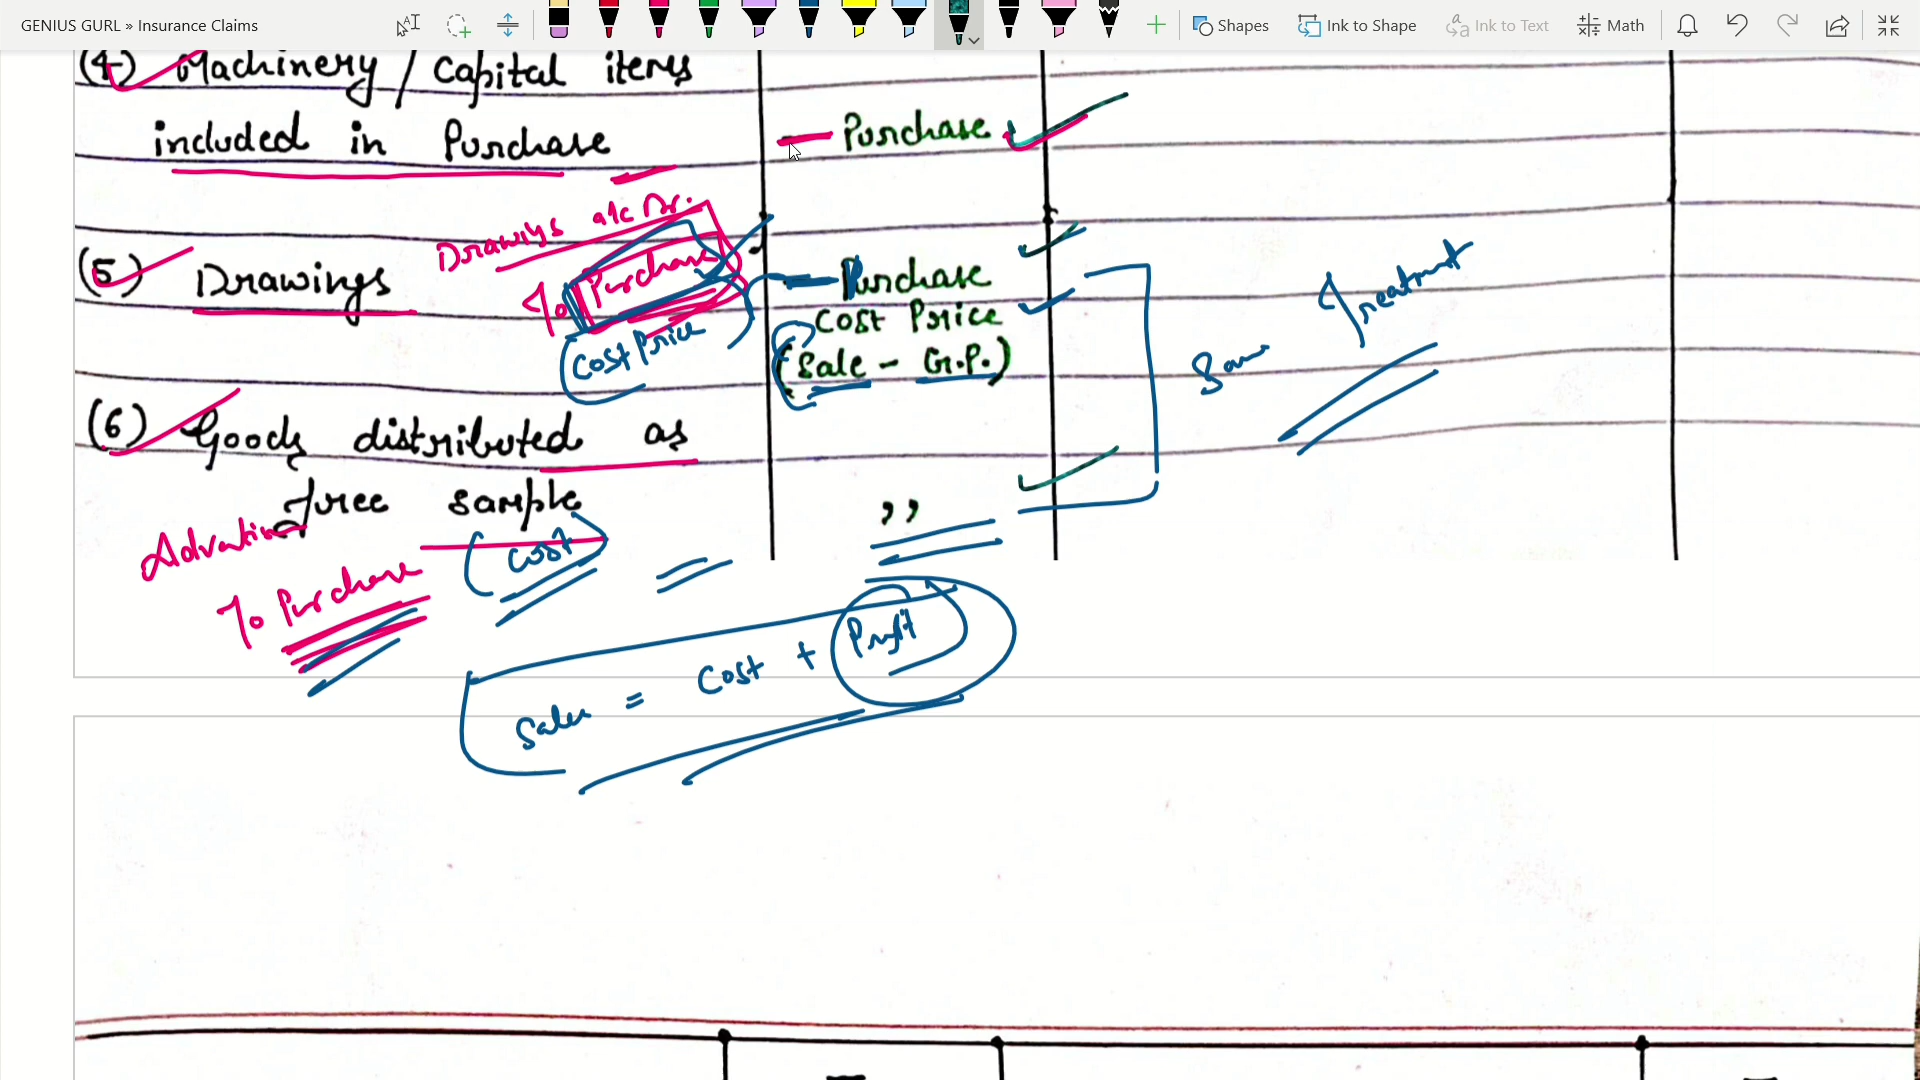 GENIUS GURL » Insurance Claims
Shapes Ink to Shape Ink to Text Math
(4) Machinery / Capital items
included in Purchase - Purchase
Drawings a/c Dr.
(5) Drawings To Purchase - Purchase
Cost Price Cost Price
(Sale - G.P.)
Same Treatment
(6) Goods distributed as
free sample ,,
(Cost)
To Purchase
Sales = Cost + Profit